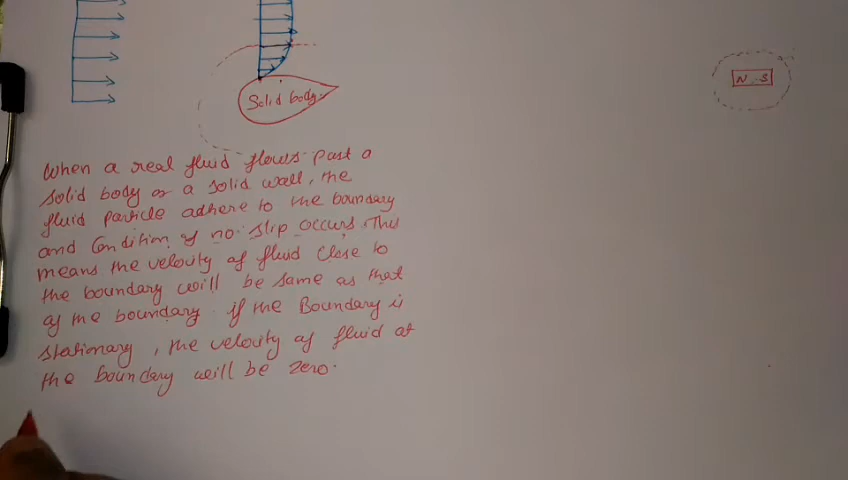 Solid body
N S
When a real fluid flows past a
solid body or a solid wall, the
fluid particle adhere to the boundary
and condition of no slip occurs. This
means the velocity of fluid close to
the boundary will be same as that
of the boundary. if the Boundary is
stationary, the velocity of fluid at
the boundary will be zero.